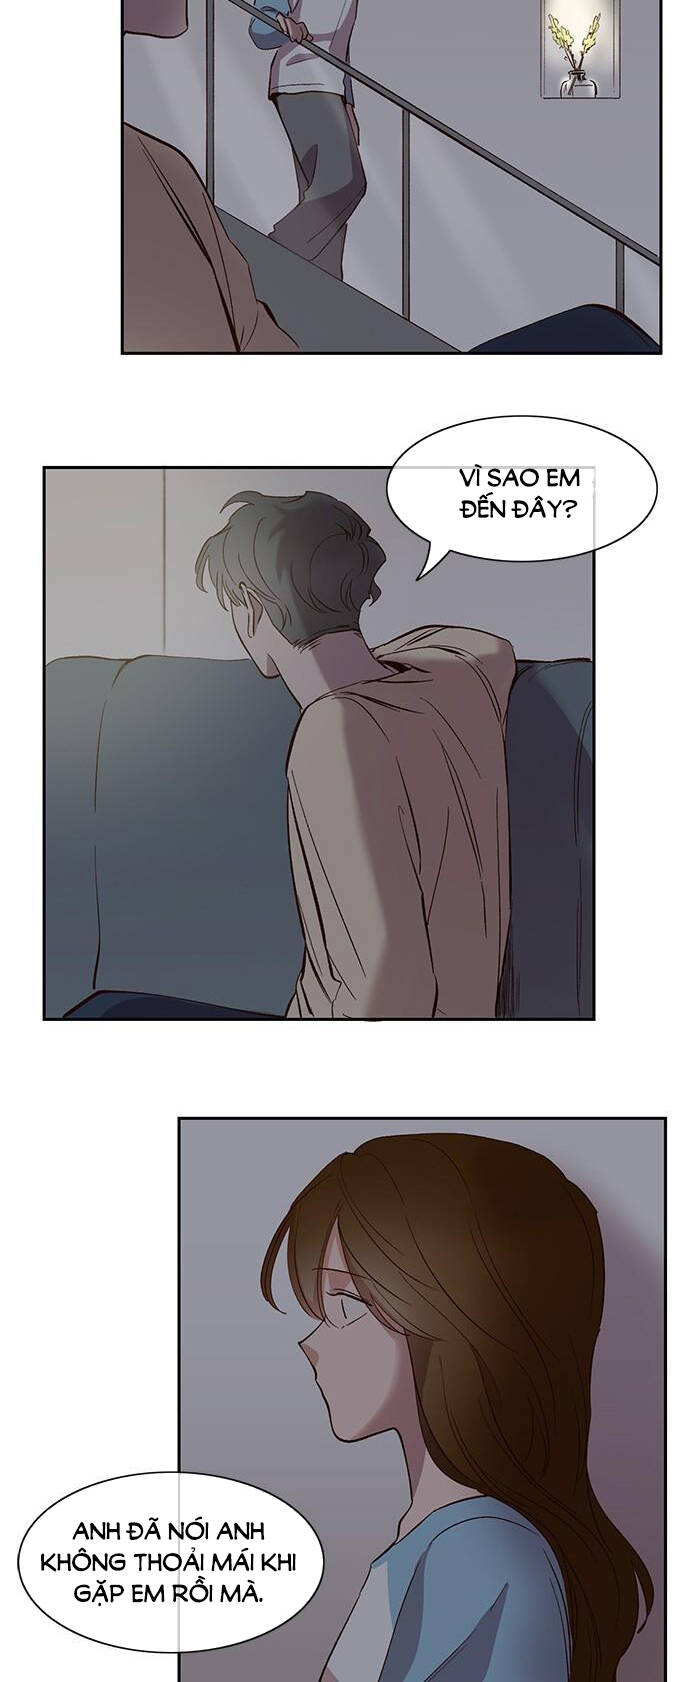 VÌ SAO EM
ĐẾN ĐÂY?
ANH ĐÃ NÓI ANH
KHÔNG THOẢI MÁI KHI
GẶP EM RỒI MÀ.